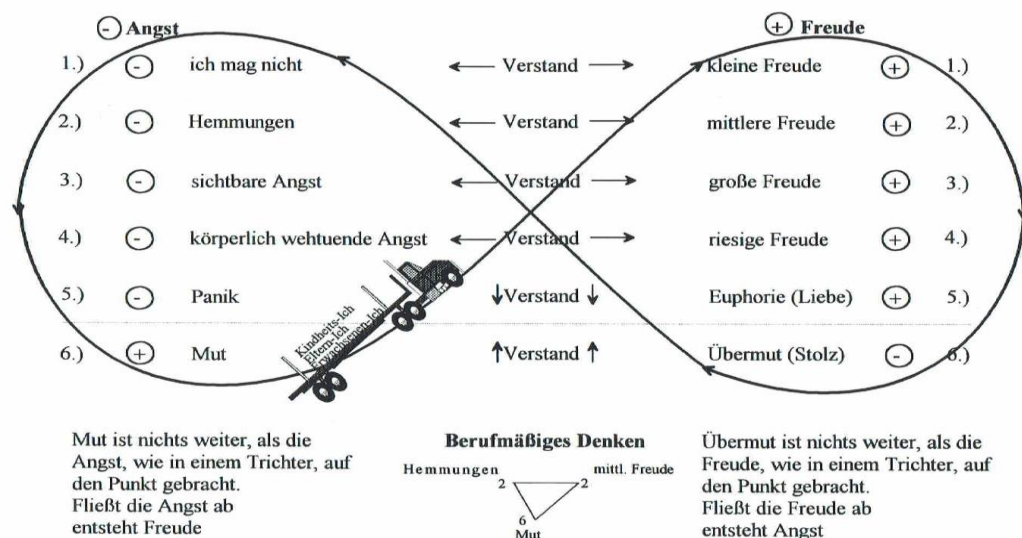 - Angst + Freude
1.) - ich mag nicht ← Verstand → kleine Freude + 1.)
2.) - Hemmungen ← Verstand → mittlere Freude + 2.)
3.) - sichtbare Angst ← Verstand → große Freude + 3.)
4.) - körperlich wehtuende Angst ← Verstand → riesige Freude + 4.)
5.) - Panik ↓Verstand ↓ Euphorie (Liebe) + 5.)
Kindheits-Ich
Eltern-ich
Erwachsenen-Ich
6.) + Mut ↑Verstand ↑ Übermut (Stolz) - 6.)
Mut ist nichts weiter, als die
Angst, wie in einem Trichter, auf
den Punkt gebracht.
Fließt die Angst ab
entsteht Freude
Berufmäßiges Denken
Hemmungen mittl. Freude
2 2
6
Mut
Übermut ist nichts weiter, als die
Freude, wie in einem Trichter, auf
den Punkt gebracht.
Fließt die Freude ab
entsteht Angst